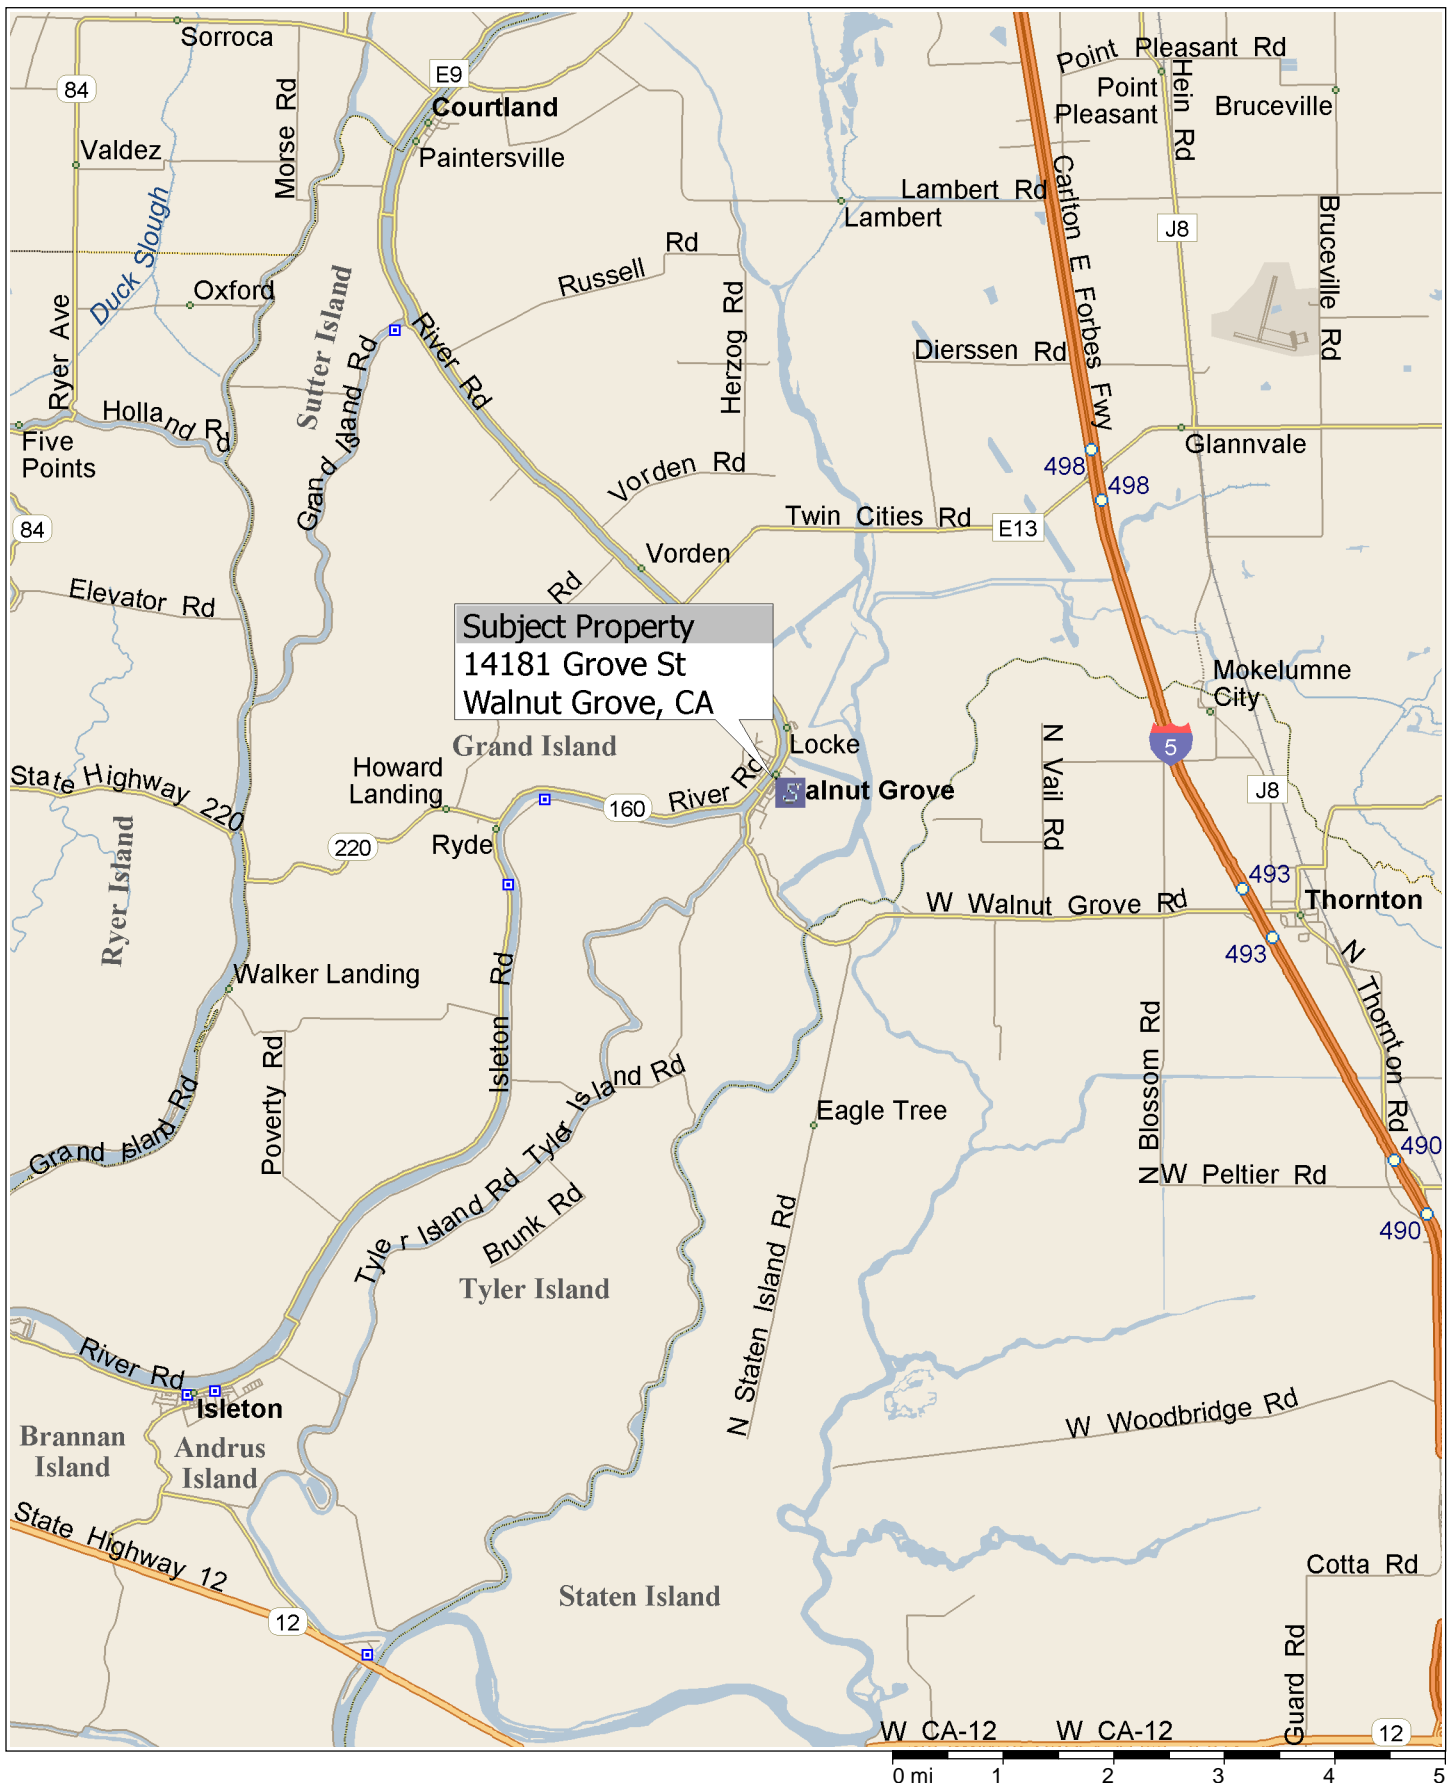 Sorroca
84
E9
Courtland
Paintersville
Morse Rd
Valdez
Duck Slough
Point Pleasant Rd
Point
Pleasant
Hein Rd
Bruceville
Lambert Rd
Lambert
Carlton E Forbes Fwy
J8
Bruceville Rd
Russell Rd
Oxford
Sutter Island
Ryer Ave
River Rd
Herzog Rd
Dierssen Rd
Grand Island Rd
Holland Rd
Five
Points
Glannvale
498
498
Vorden Rd
Twin Cities Rd
E13
84
Vorden
Elevator Rd
Rd
Subject Property
14181 Grove St
Walnut Grove, CA
Mokelumne
City
Grand Island
Locke
N Vail Rd
5
State Highway 220
Howard
Landing
River Rd
alnut Grove
J8
160
220
Ryde
Ryer Island
W Walnut Grove Rd
493
Thornton
493
Walker Landing
Isleton Rd
N Thornton Rd
Poverty Rd
Isleton Rd
Tyler Island Rd
N Blossom Rd
Eagle Tree
Grand Island Rd
490
W Peltier Rd
490
Tyler Island Rd
Brunk Rd
N Staten Island Rd
Tyler Island
River Rd
Isleton
W Woodbridge Rd
Brannan
Island
Andrus
Island
State Highway 12
Cotta Rd
Staten Island
12
Guard Rd
W CA-12
W CA-12
12
0 mi 1 2 3 4 5